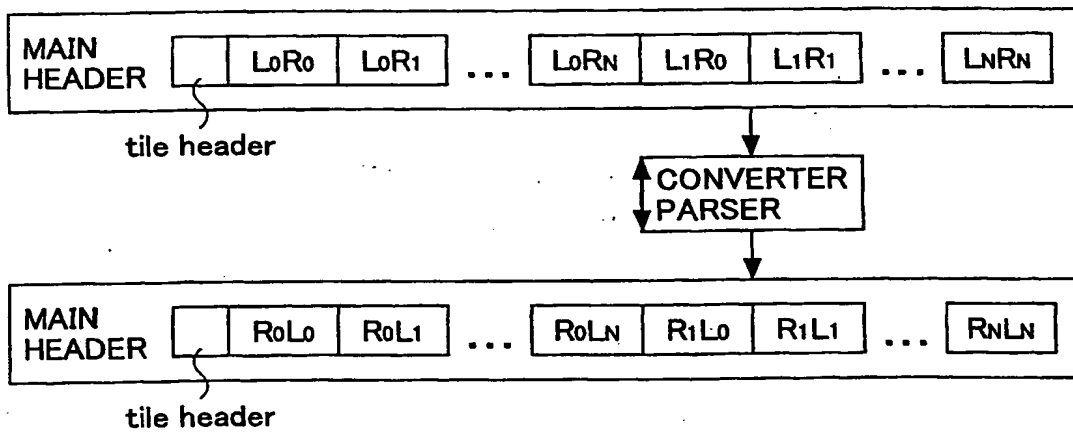 MAIN HEADER L0R0 L0R1 ... L0RN L1R0 L1R1 ... LNRN
tile header
CONVERTER
PARSER
MAIN HEADER R0L0 R0L1 ... R0LN R1L0 R1L1 ... RNLN
tile header